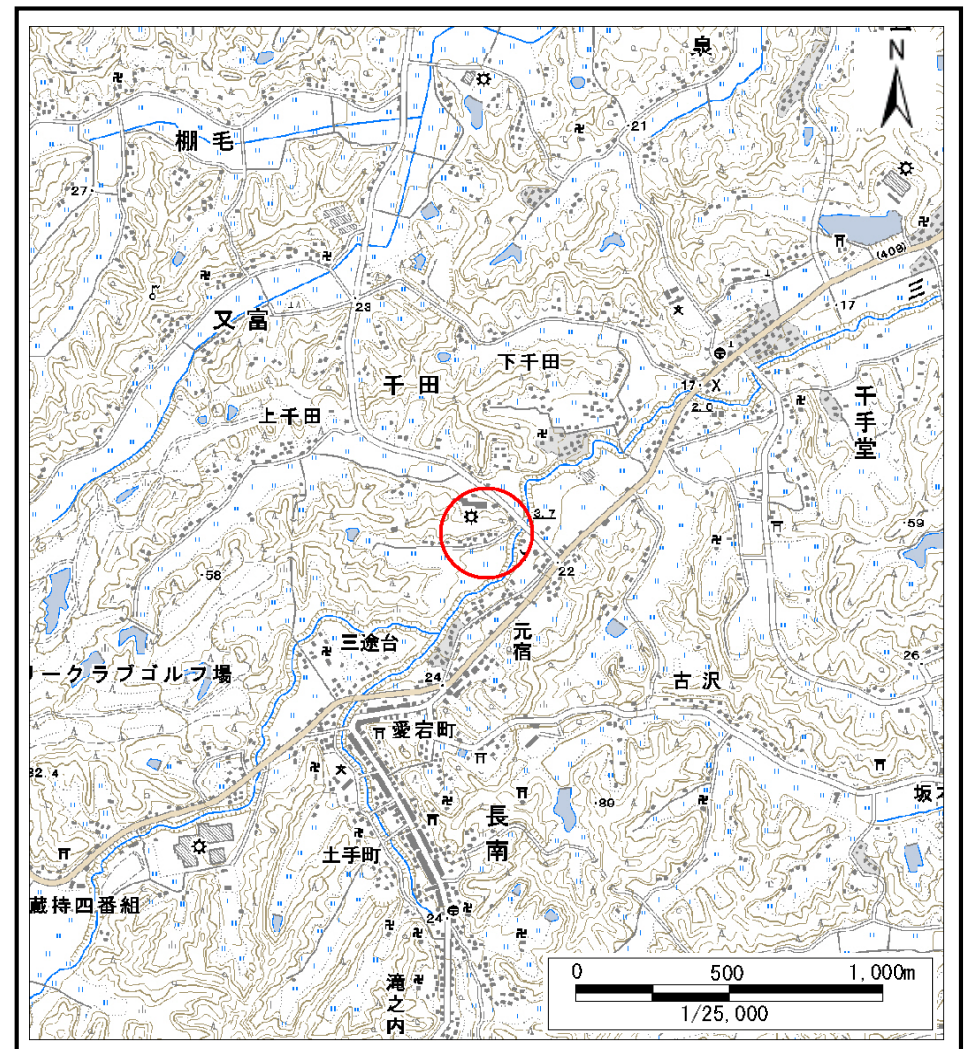 泉
N
21
棚毛
27
(409)
三
17
23
又富
下千田
千田
17
2.0
上千田
千手堂
3.7
59
22
58
三途台
元宿
26
ークラブゴルフ場
古沢
24
愛宕町
32.4
坂本
80
長南
土手町
蔵持四番組
24
滝之内
0 500 1,000m
1/25,000